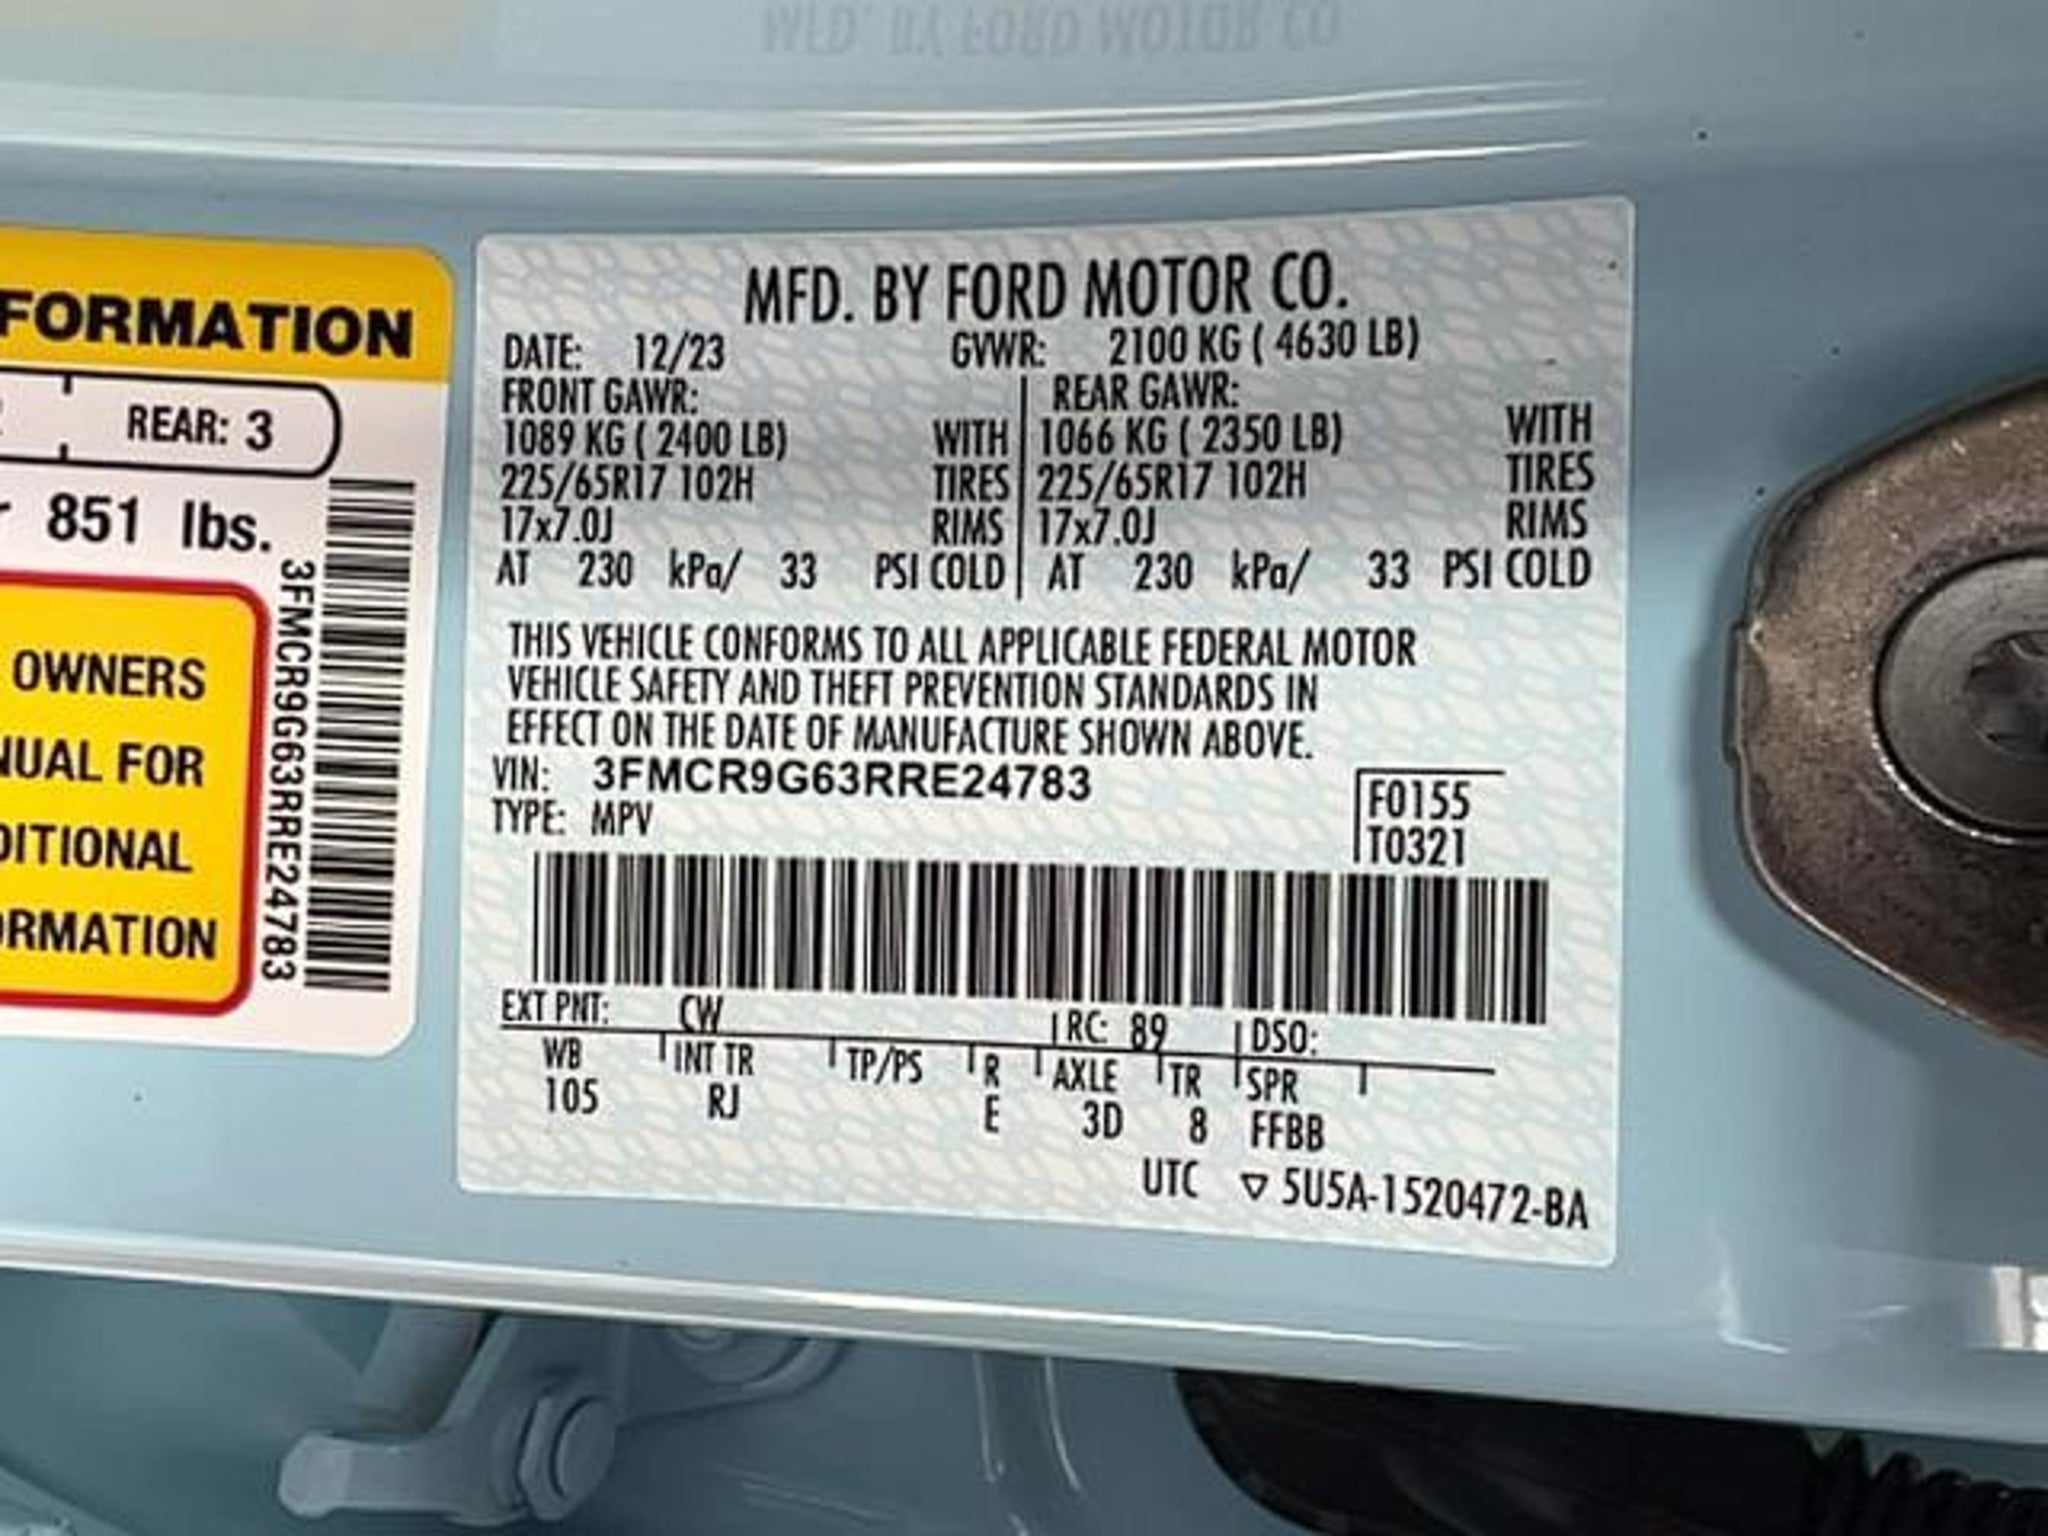 FORMATION
REAR: 3
851 lbs.
3FMCR9G63RRE24783
OWNERS
NUAL FOR
DITIONAL
ORMATION
MFD. BY FORD MOTOR CO.
DATE: 12/23 GVWR: 2100 KG ( 4630 LB)
FRONT GAWR: REAR GAWR:
1089 KG ( 2400 LB) WITH 1066 KG ( 2350 LB) WITH
225/65R17 102H TIRES 225/65R17 102H TIRES
17x7.0J RIMS 17x7.0J RIMS
AT 230 kPa/ 33 PSI COLD AT 230 kPa/ 33 PSI COLD
THIS VEHICLE CONFORMS TO ALL APPLICABLE FEDERAL MOTOR
VEHICLE SAFETY AND THEFT PREVENTION STANDARDS IN
EFFECT ON THE DATE OF MANUFACTURE SHOWN ABOVE.
VIN: 3FMCR9G63RRE24783 F0155
TYPE: MPV T0321
EXT PNT: CW RC: 89 DSO:
WB INT TR TP/PS R AXLE TR SPR
105 RJ E 3D 8 FFBB
UTC ▽ 5U5A-1520472-BA